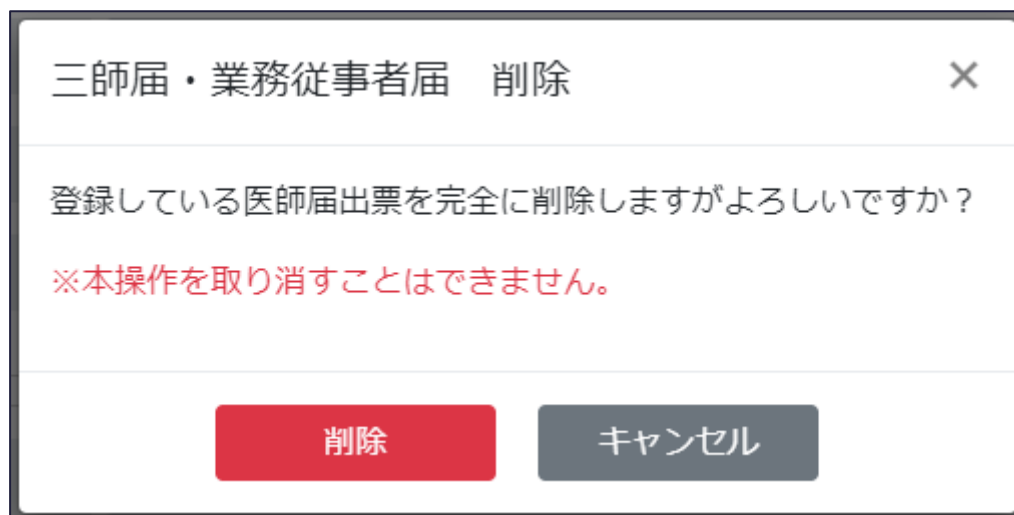 三師届・業務従事者届　削除
×
登録している医師届出票を完全に削除しますがよろしいですか？
※本操作を取り消すことはできません。
削除
キャンセル